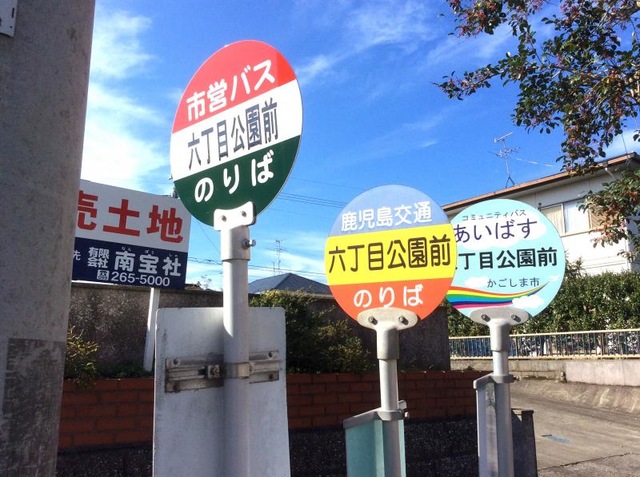 市営バス
六丁目公園前
のりば
鹿児島交通
六丁目公園前
のりば
コミュニティバス
あいばす
丁目公園前
かごしま市
売土地
有限
会社 南宝社
265-5000